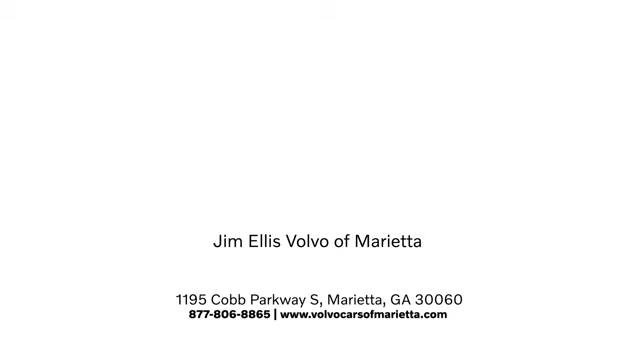 Jim Ellis Volvo of Marietta
1195 Cobb Parkway S, Marietta, GA 30060
877-806-8865 | www.volvocarsofmarietta.com